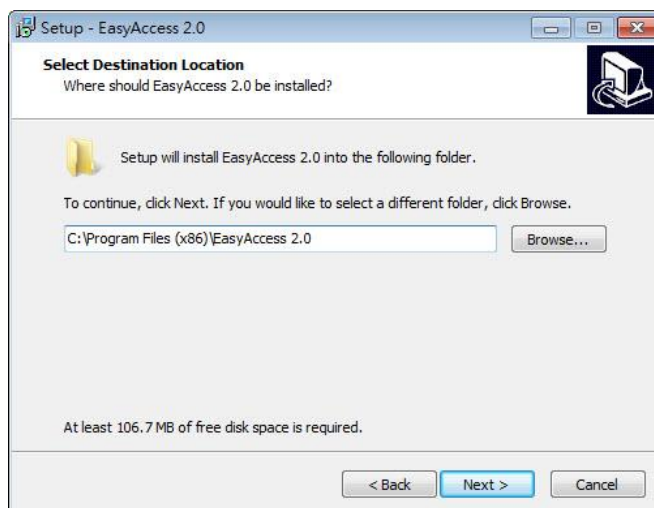 Setup - EasyAccess 2.0
Select Destination Location
Where should EasyAccess 2.0 be installed?
Setup will install EasyAccess 2.0 into the following folder.
To continue, click Next. If you would like to select a different folder, click Browse.
C:\Program Files (x86)\EasyAccess 2.0
Browse...
At least 106.7 MB of free disk space is required.
< Back
Next >
Cancel